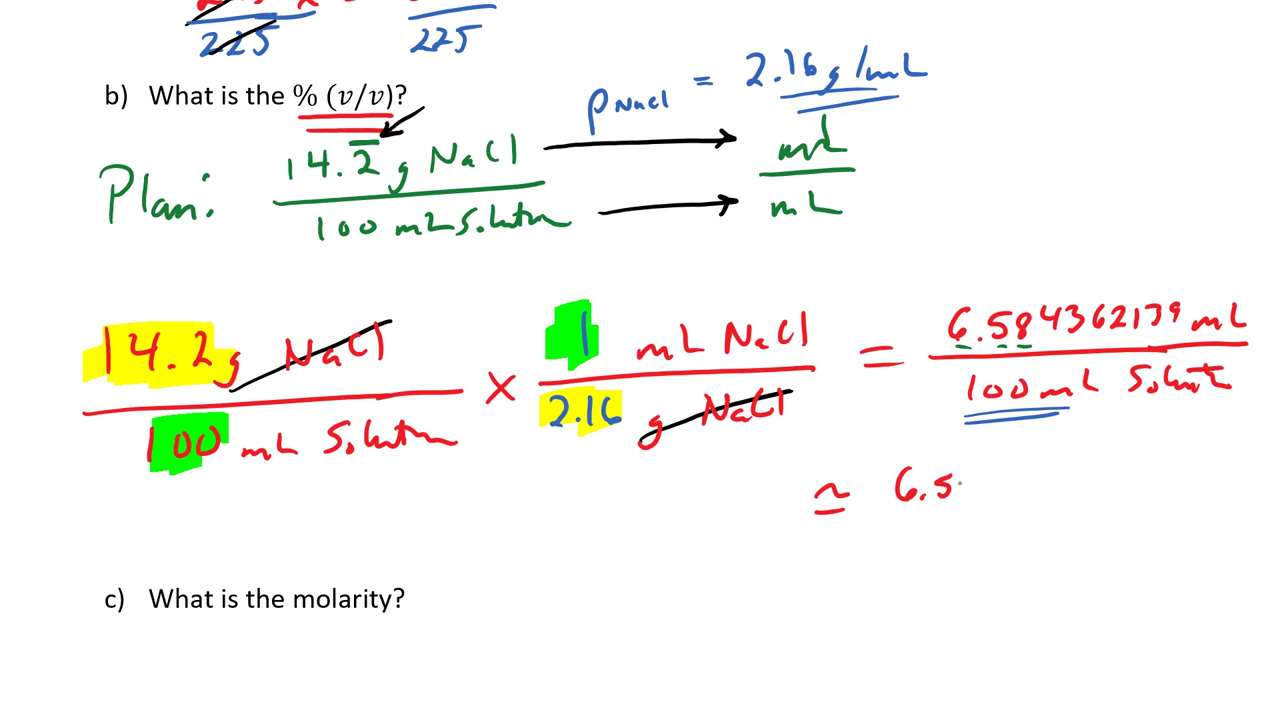 225 225
b) What is the % (v/v)?
ρ NaCl = 2.16 g/mL
Plan: 14.2̅ g NaCl / 100 mL Solution → mL / mL
14.2 g NaCl / 100 mL Solution × 1 mL NaCl / 2.16 g NaCl = 6.584362139 mL / 100 mL Solution
≃ 6.5
c) What is the molarity?